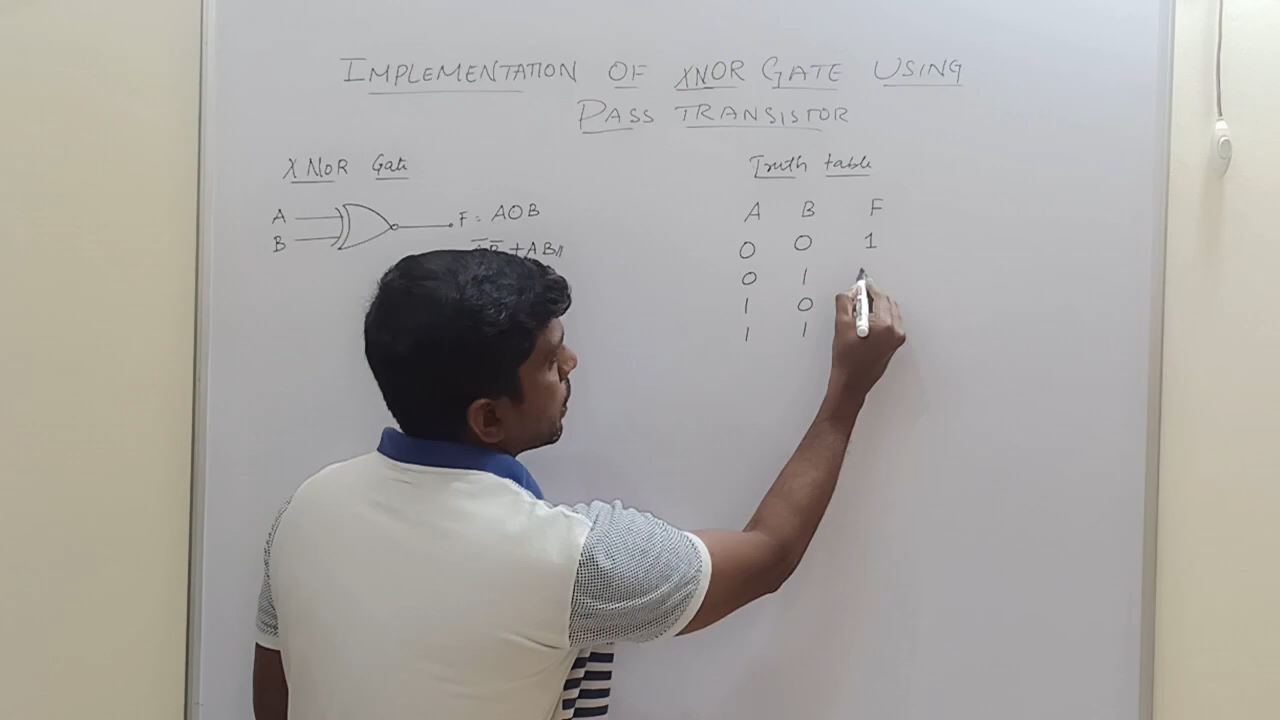 IMPLEMENTATION OF XNOR GATE USING
PASS TRANSISTOR
XNOR Gate
A
B
F = A⊙B
A̅B̅ + AB//
Truth table
A B F
0 0 1
0 1
1 0
1 1